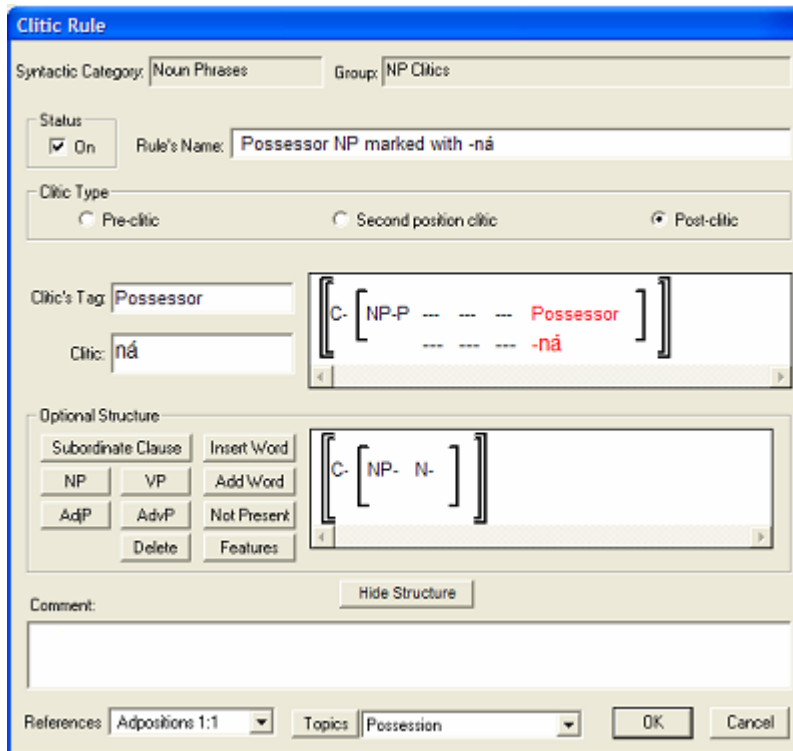 Clitic Rule
Syntactic Category: Noun Phrases Group: NP Clitics
Status
On Rule's Name: Possessor NP marked with -ná
Clitic Type
Pre-clitic Second position clitic Post-clitic
Clitic's Tag: Possessor
C- NP-P --- --- --- Possessor
--- --- --- -ná
Clitic: ná
Optional Structure
Subordinate Clause Insert Word
NP VP Add Word
AdjP AdvP Not Present
Delete Features
C- NP- N-
Hide Structure
Comment:
References Adpositions 1:1 Topics Possession OK Cancel